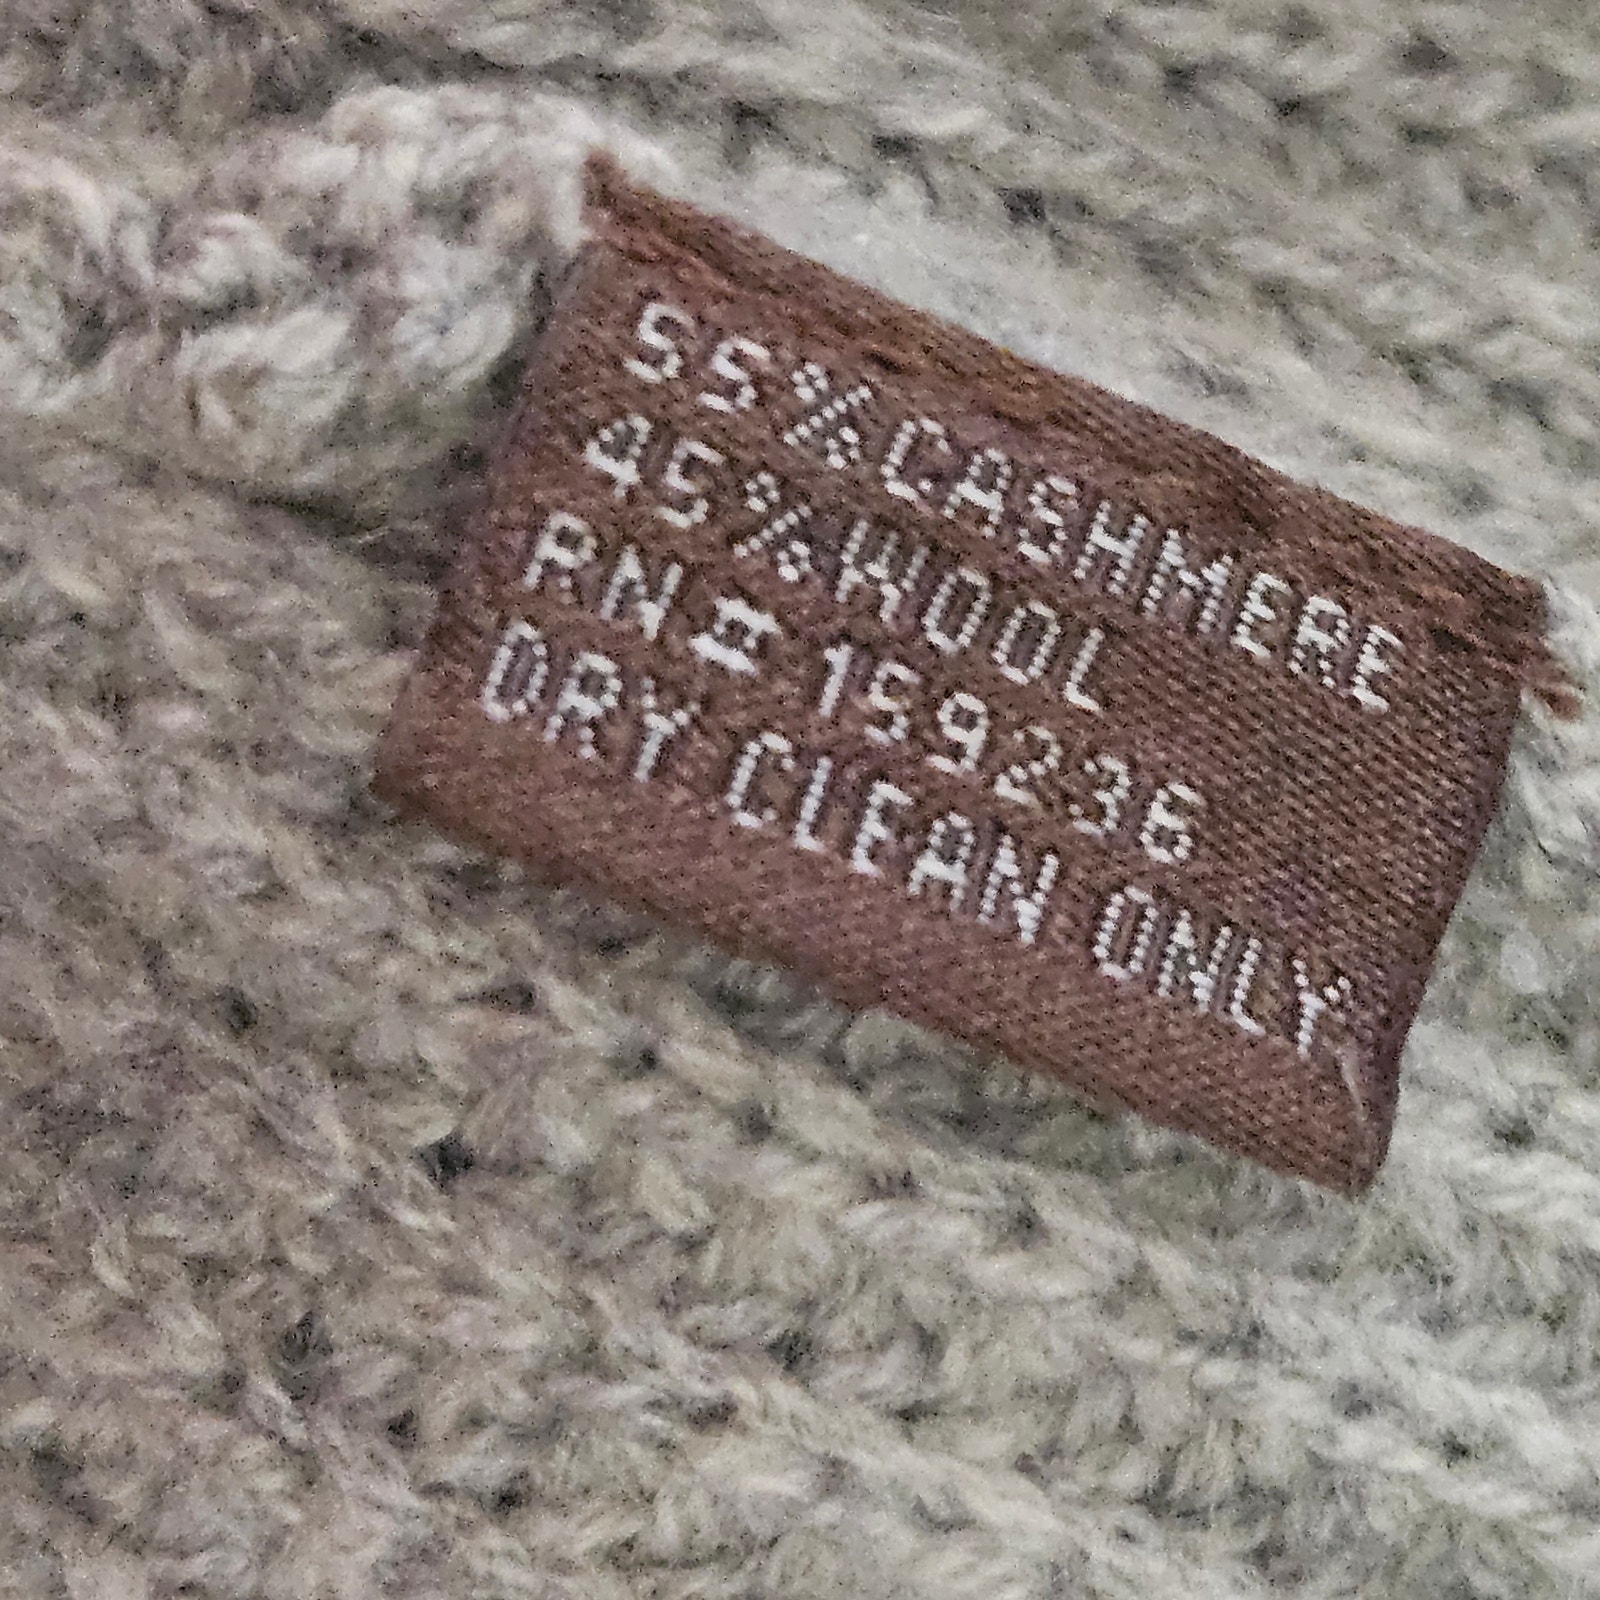 55%CASHMERE
45%WOOL
RN# 159236
DRY CLEAN ONLY